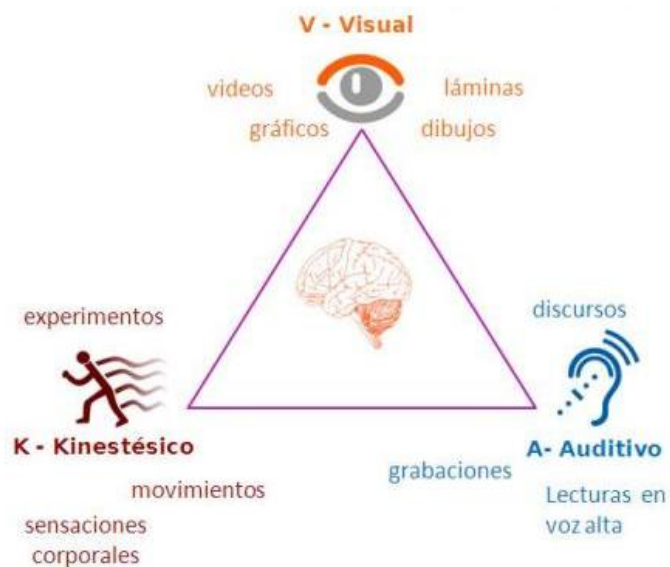 V - Visual
videos
láminas
gráficos
dibujos
experimentos
discursos
K - Kinestésico
A- Auditivo
movimientos
grabaciones
sensaciones
corporales
Lecturas en
voz alta